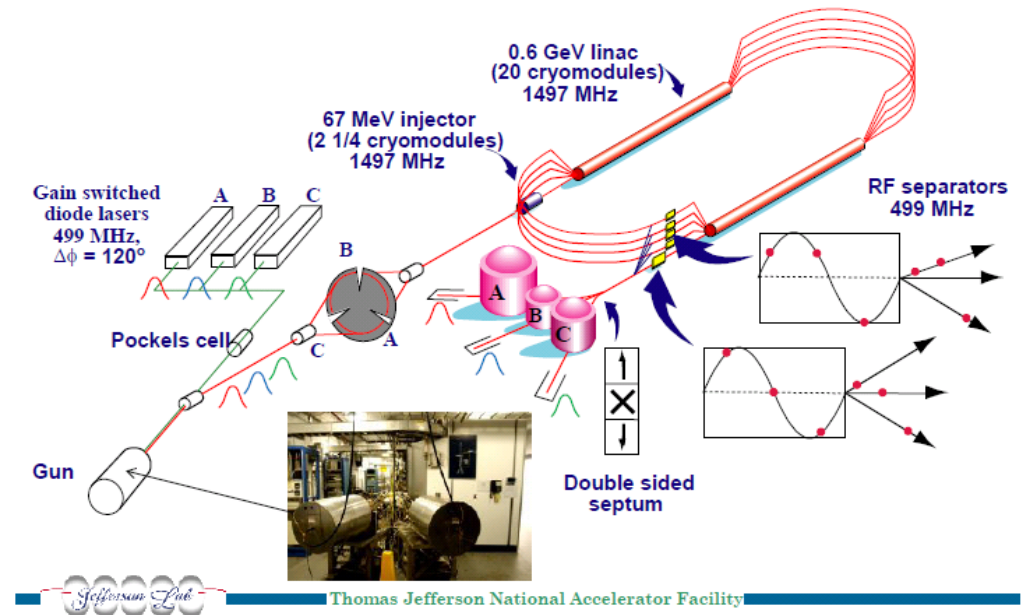 0.6 GeV linac
(20 cryomodules)
1497 MHz
67 MeV injector
(2 1/4 cryomodules)
1497 MHz
RF separators
499 MHz
Gain switched
diode lasers
499 MHz,
Δϕ = 120°
A
B
C
B
A
C
Pockels cell
A
B
C
Gun
Double sided
septum
Jefferson Lab
Thomas Jefferson National Accelerator Facility